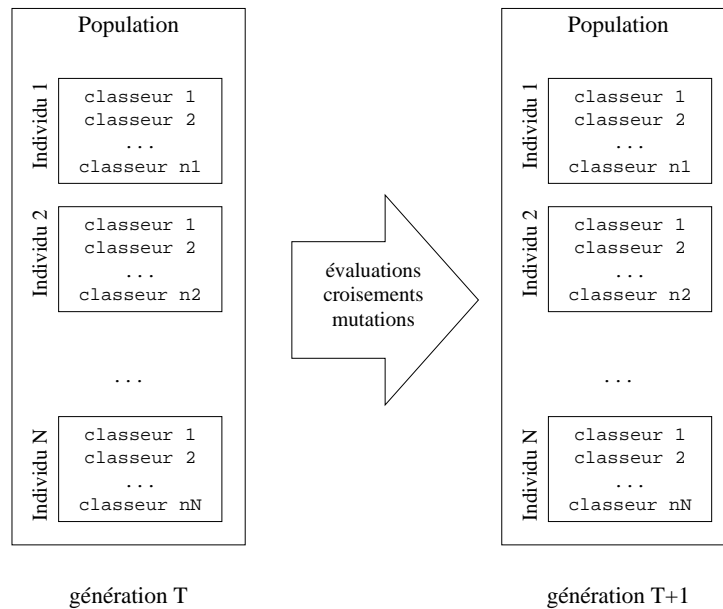 Population
Individu 1
classeur 1
classeur 2
...
classeur n1
Individu 2
classeur 1
classeur 2
...
classeur n2
...
Individu N
classeur 1
classeur 2
...
classeur nN
génération T
évaluations
croisements
mutations
Population
Individu 1
classeur 1
classeur 2
...
classeur n1
Individu 2
classeur 1
classeur 2
...
classeur n2
...
Individu N
classeur 1
classeur 2
...
classeur nN
génération T+1